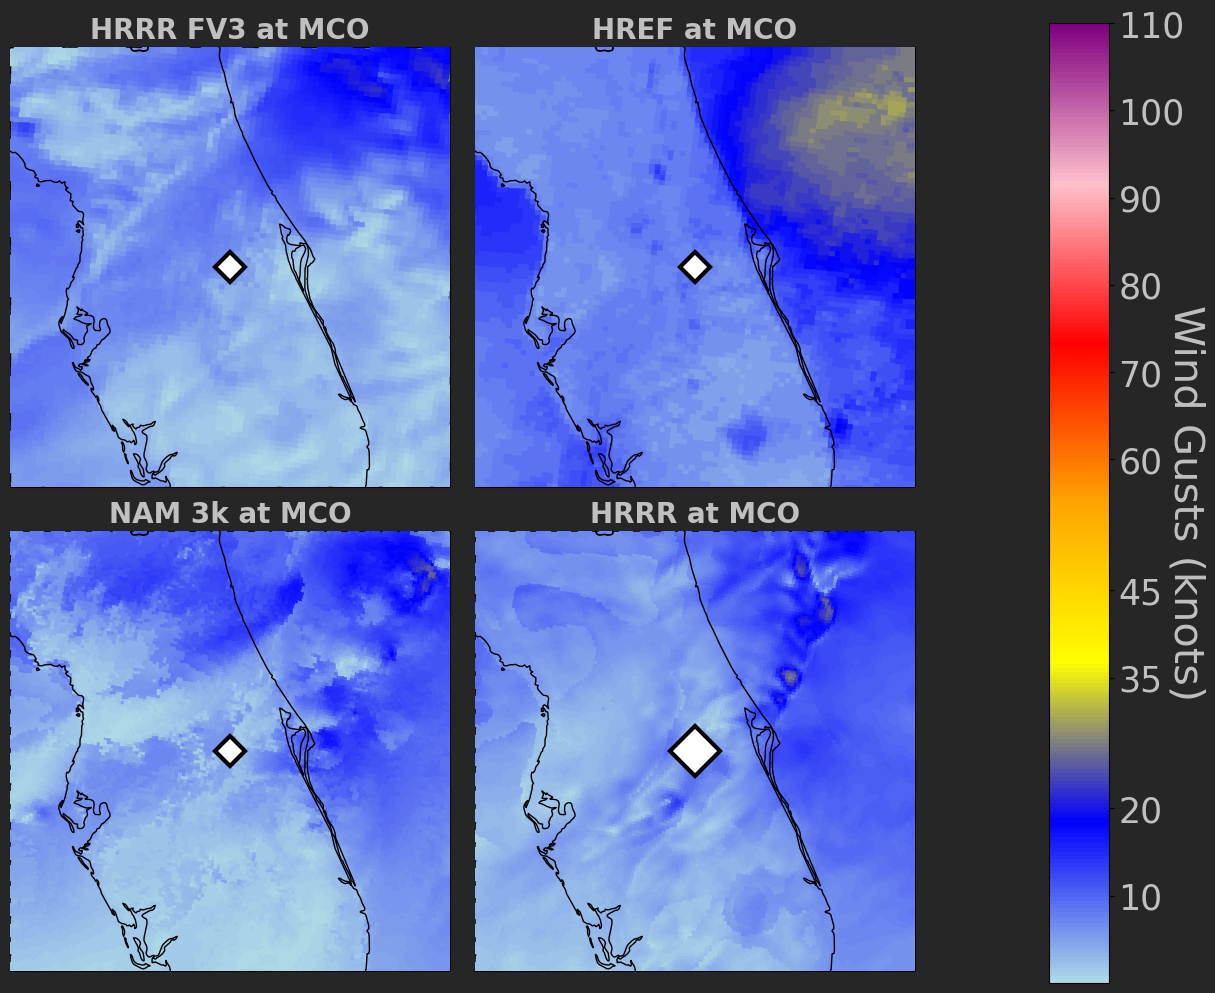 HRRR FV3 at MCO
HREF at MCO
NAM 3k at MCO
HRRR at MCO
110
100
90
80
70
60
45
35
20
10
Wind Gusts (knots)